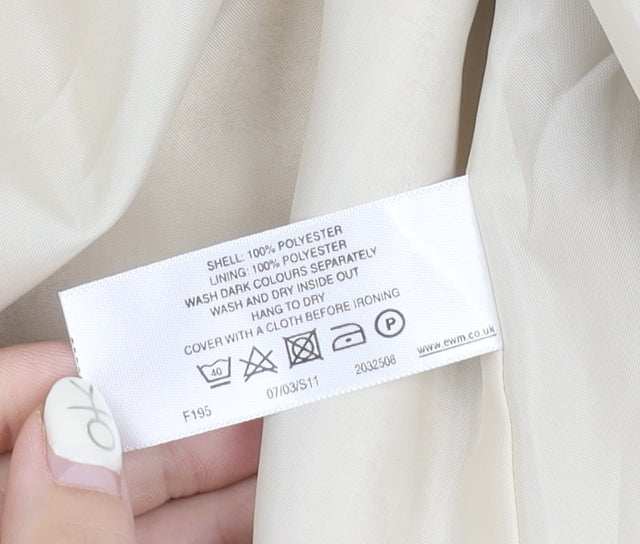 SHELL: 100% POLYESTER
LINING: 100% POLYESTER
WASH DARK COLOURS SEPARATELY
WASH AND DRY INSIDE OUT
HANG TO DRY
COVER WITH A CLOTH BEFORE IRONING
40 P
www.ewm.co.uk
F195 07/03/S11 2032508